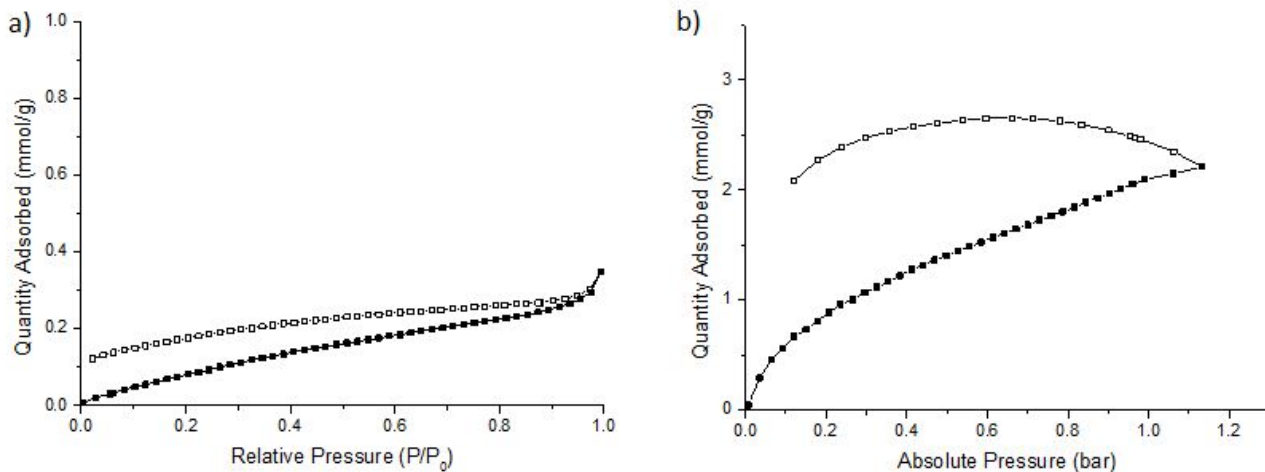 a)
1.0
0.8
0.6
0.4
0.2
0.0
Quantity Adsorbed (mmol/g)
0.0 0.2 0.4 0.6 0.8 1.0
Relative Pressure (P/P₀)
b)
3
2
1
0
Quantity Adsorbed (mmol/g)
0.0 0.2 0.4 0.6 0.8 1.0 1.2
Absolute Pressure (bar)